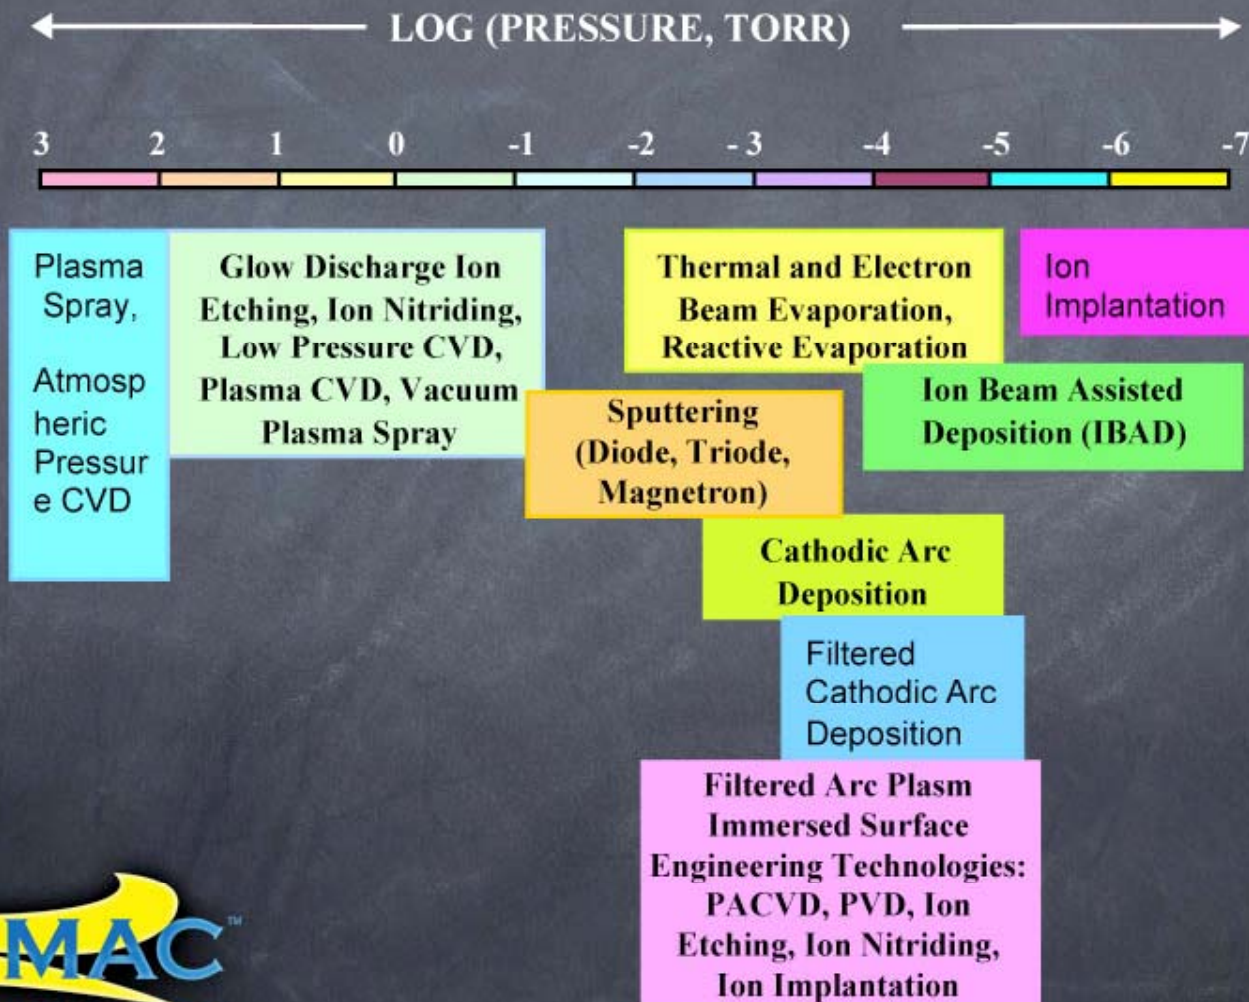 LOG (PRESSURE, TORR)
3 2 1 0 -1 -2 - 3 -4 -5 -6 -7
Plasma
Spray,
Atmosp
heric
Pressur
e CVD
Glow Discharge Ion
Etching, Ion Nitriding,
Low Pressure CVD,
Plasma CVD, Vacuum
Plasma Spray
Thermal and Electron
Beam Evaporation,
Reactive Evaporation
Ion
Implantation
Sputtering
(Diode, Triode,
Magnetron)
Ion Beam Assisted
Deposition (IBAD)
Cathodic Arc
Deposition
Filtered
Cathodic Arc
Deposition
Filtered Arc Plasm
Immersed Surface
Engineering Technologies:
PACVD, PVD, Ion
Etching, Ion Nitriding,
Ion Implantation
MAC™